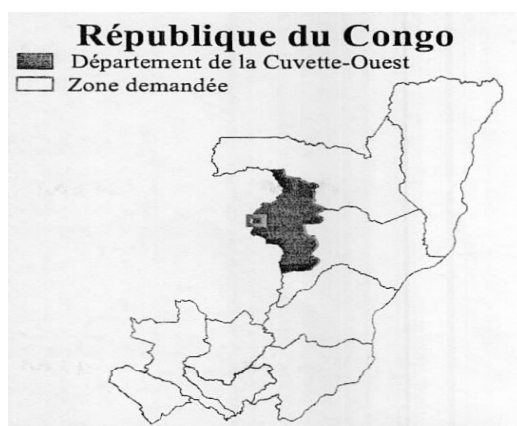 République du Congo
Département de la Cuvette-Ouest
Zone demandée